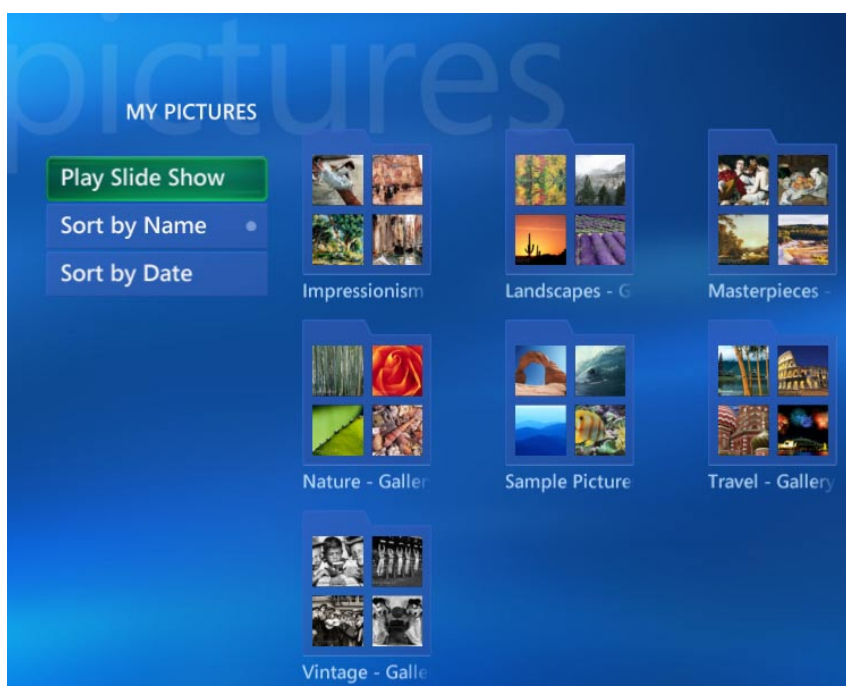 pictures
MY PICTURES
Play Slide Show
Sort by Name
Sort by Date
Impressionism
Landscapes - G
Masterpieces -
Nature - Galler
Sample Picture
Travel - Gallery
Vintage - Galle